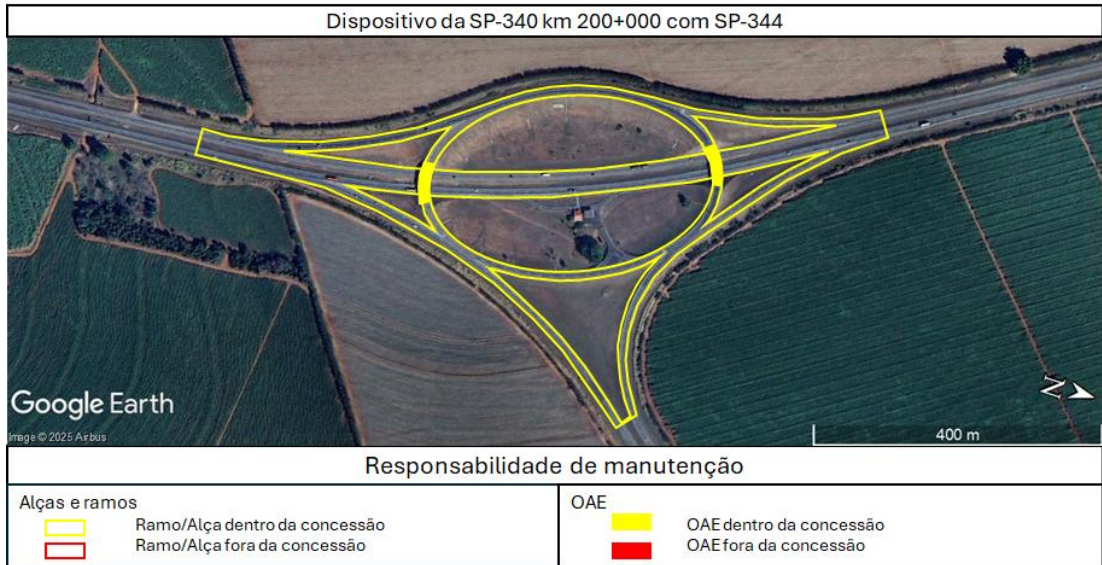 Dispositivo da SP-340 km 200+000 com SP-344
Google Earth
Image © 2025 Airbus
N
400 m
Responsabilidade de manutenção
Alças e ramos
Ramo/Alça dentro da concessão
Ramo/Alça fora da concessão
OAE
OAE dentro da concessão
OAE fora da concessão